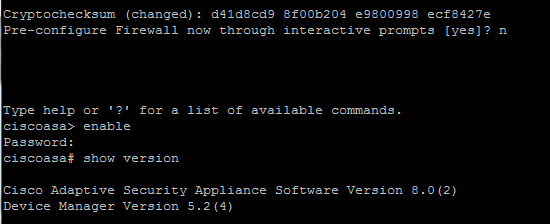 Cryptochecksum (changed): d41d8cd9 8f00b204 e9800998 ecf8427e
Pre-configure Firewall now through interactive prompts [yes]? n
Type help or '?' for a list of available commands.
ciscoasa> enable
Password:
ciscoasa# show version
Cisco Adaptive Security Appliance Software Version 8.0(2)
Device Manager Version 5.2(4)